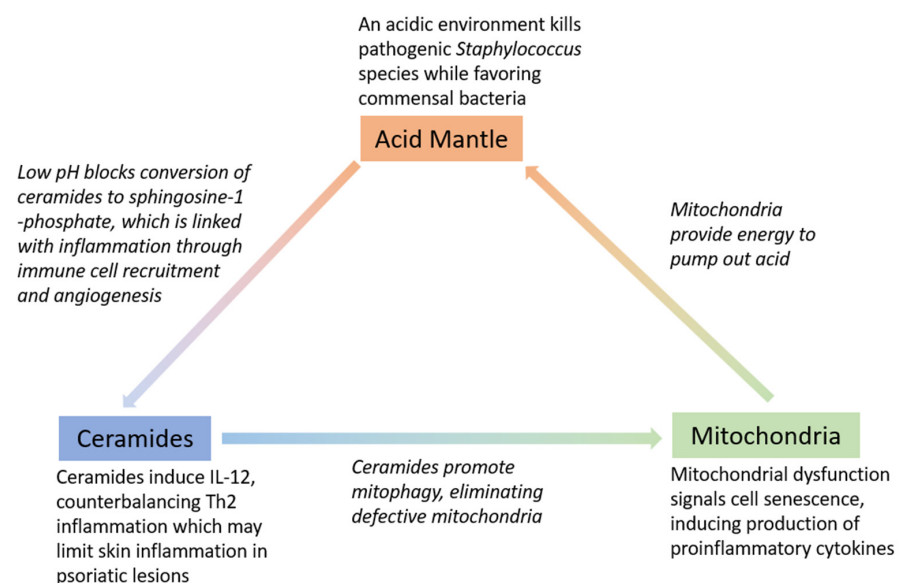 An acidic environment kills
pathogenic Staphylococcus
species while favoring
commensal bacteria
Acid Mantle
Low pH blocks conversion of
ceramides to sphingosine-1
-phosphate, which is linked
with inflammation through
immune cell recruitment
and angiogenesis
Mitochondria
provide energy to
pump out acid
Ceramides
Ceramides induce IL-12,
counterbalancing Th2
inflammation which may
limit skin inflammation in
psoriatic lesions
Ceramides promote
mitophagy, eliminating
defective mitochondria
Mitochondria
Mitochondrial dysfunction
signals cell senescence,
inducing production of
proinflammatory cytokines